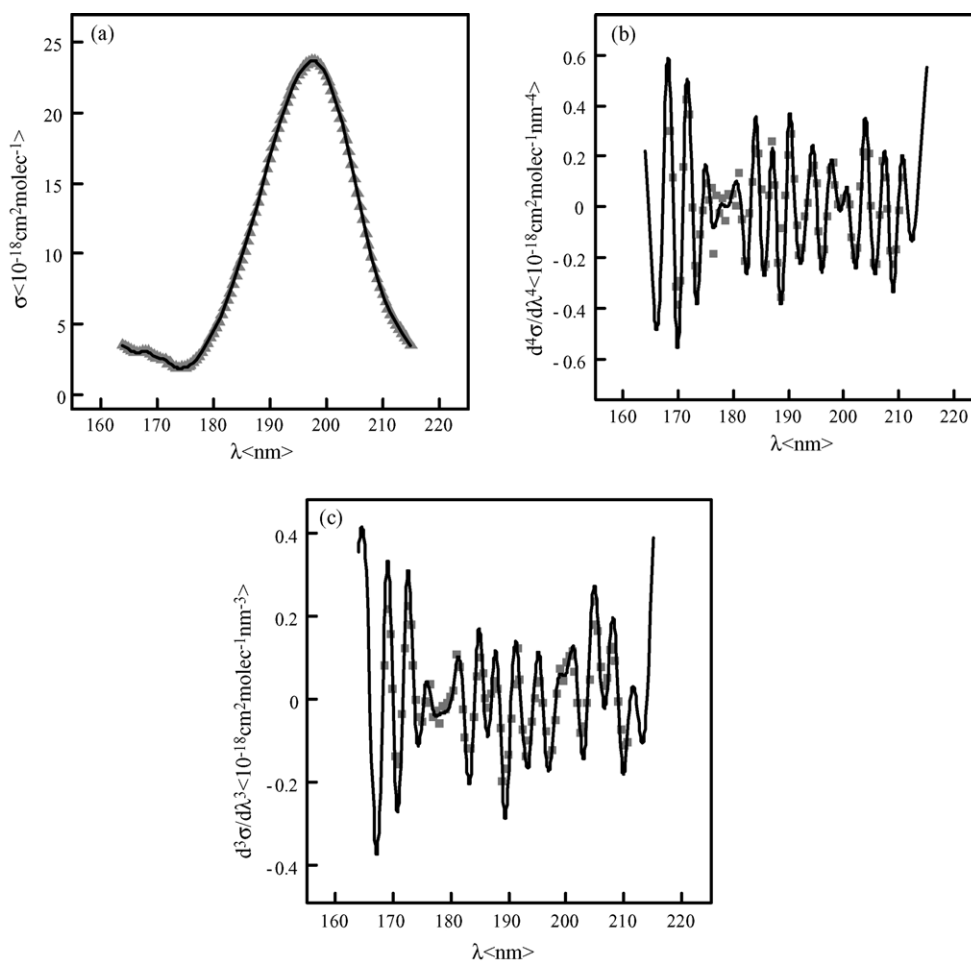 (a)
25
20
15
10
5
0
σ<10⁻¹⁸cm²molec⁻¹>
160 170 180 190 200 210 220
λ<nm>
(b)
0.6
0.4
0.2
0
-0.2
-0.4
-0.6
d⁴σ/dλ⁴<10⁻¹⁸cm²molec⁻¹nm⁻⁴>
160 170 180 190 200 210 220
λ<nm>
(c)
0.4
0.2
0
-0.2
-0.4
d³σ/dλ³<10⁻¹⁸cm²molec⁻¹nm⁻³>
160 170 180 190 200 210 220
λ<nm>